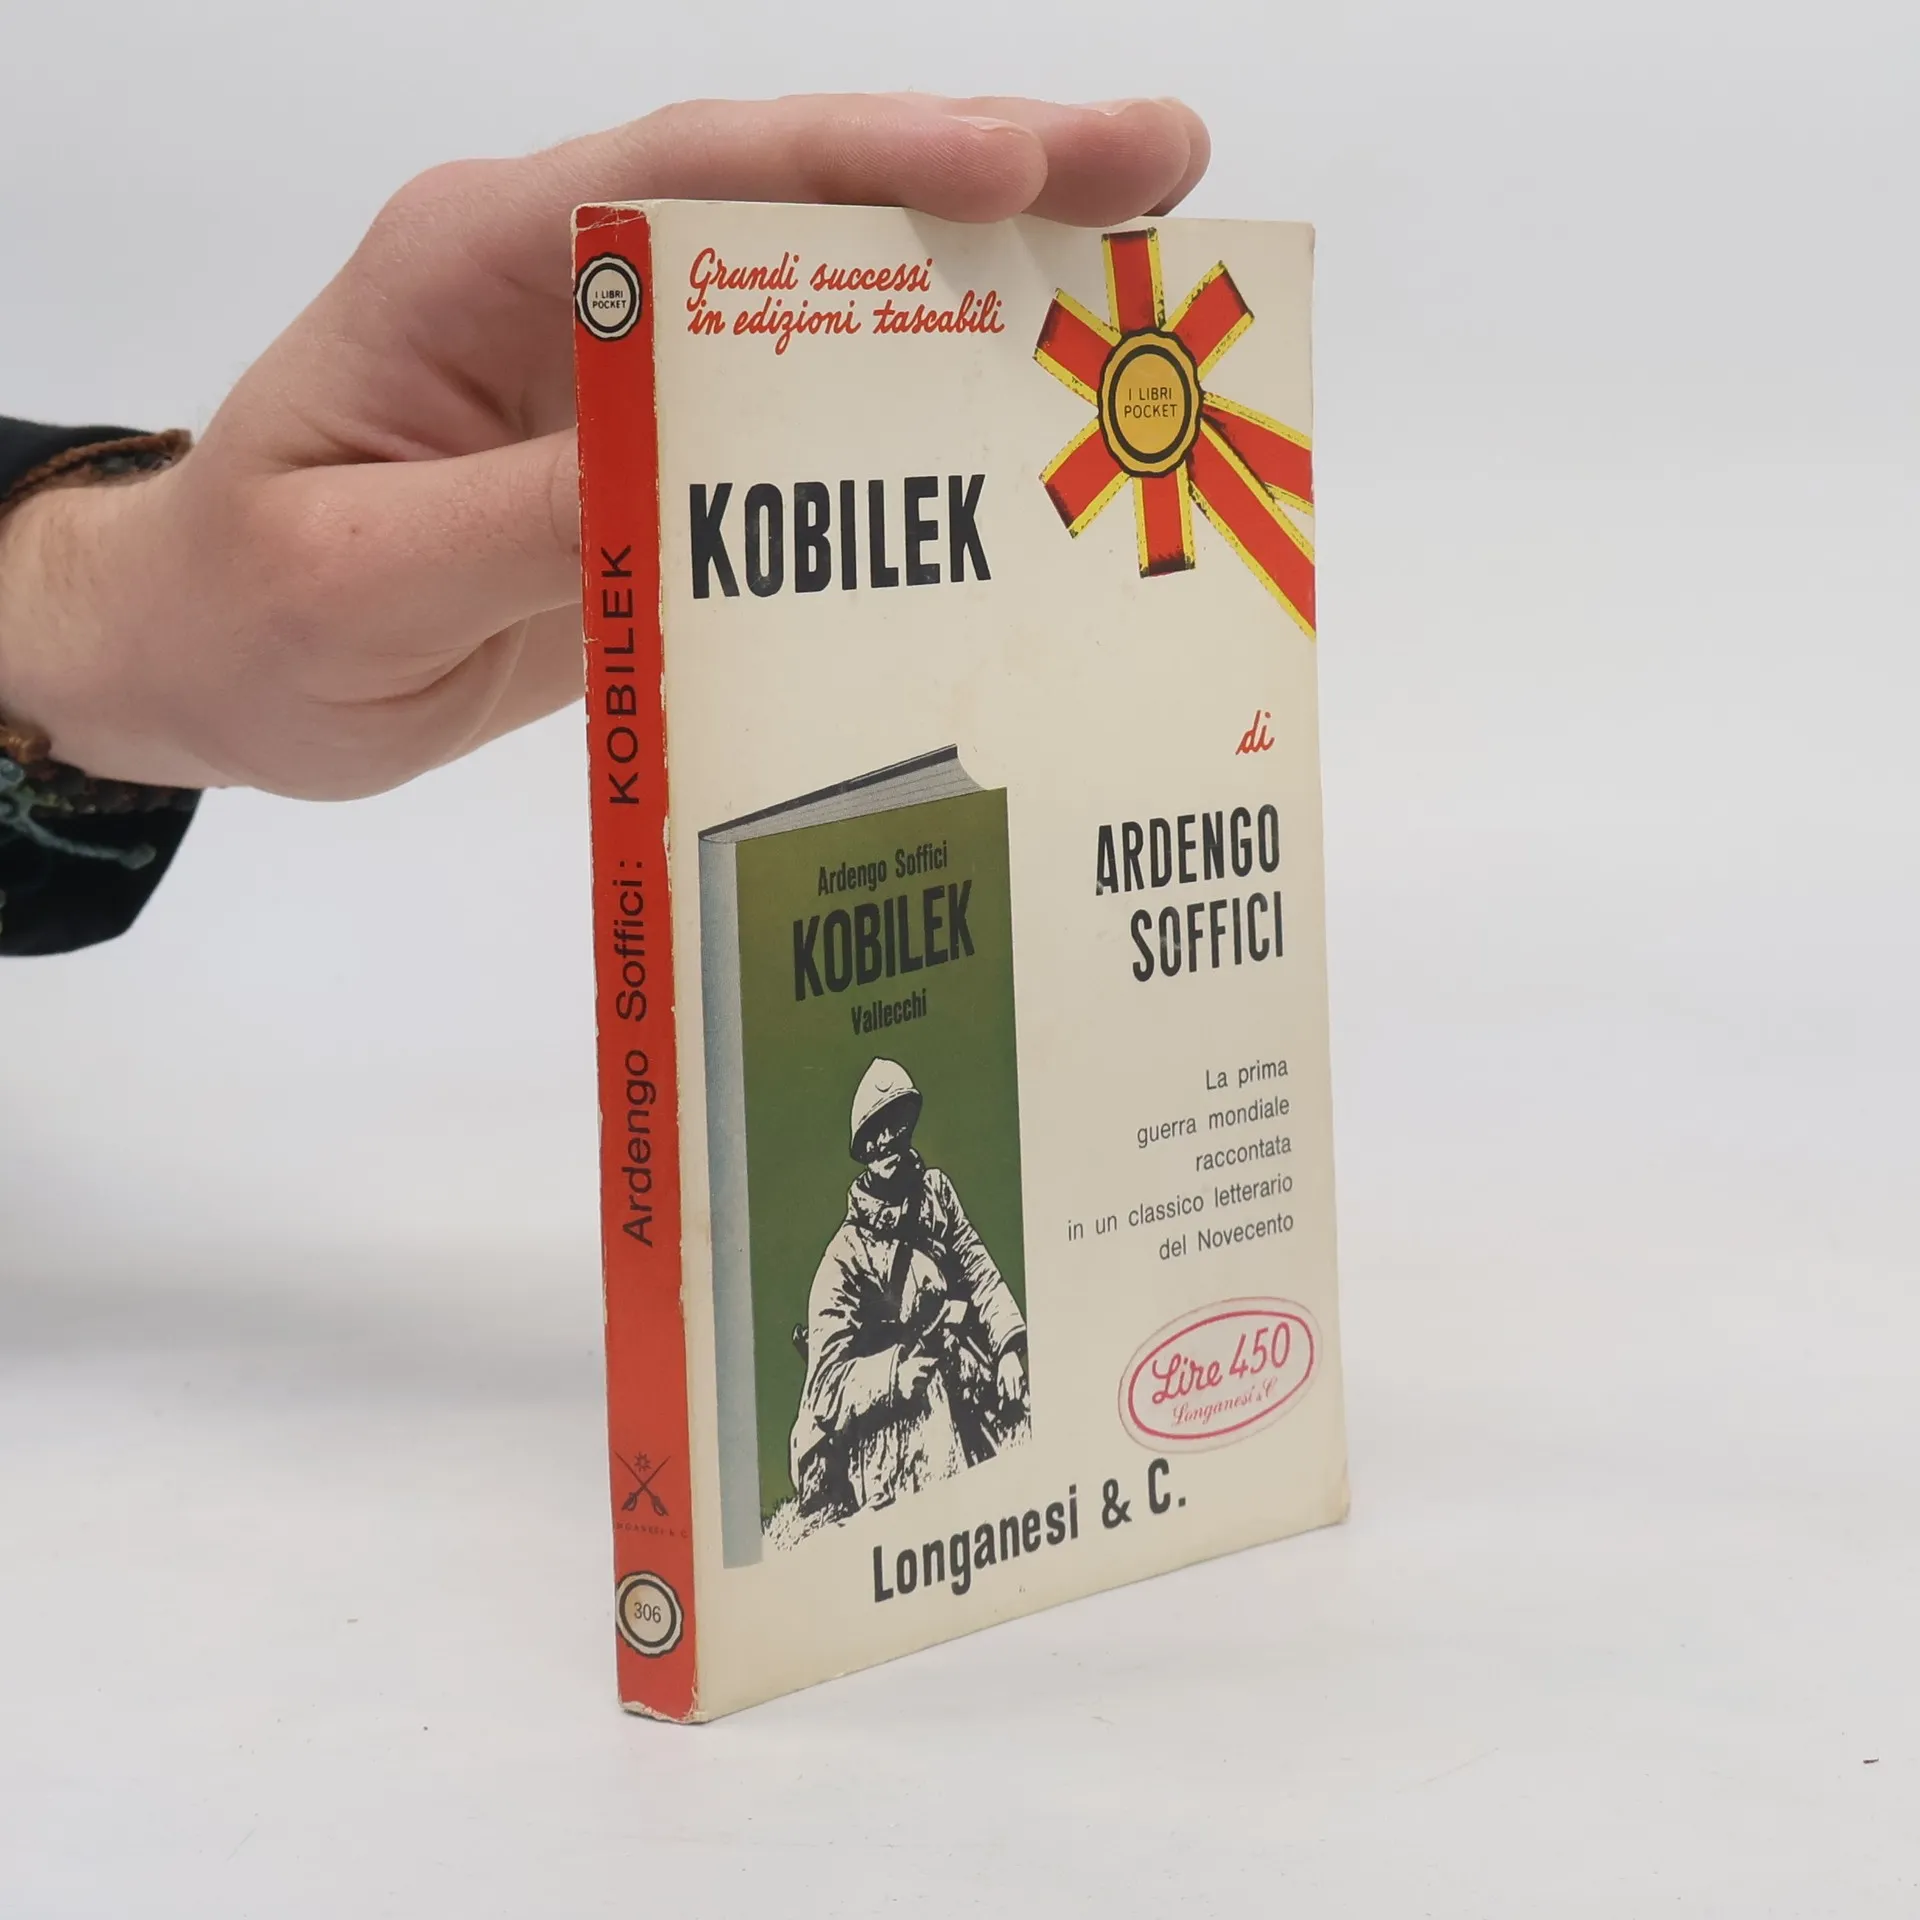 I LIBRI
POCKET
Ardengo Soffici: KOBILEK
306
Grandi successi
in edizioni tascabili
I LIBRI
POCKET
KOBILEK
di
ARDENGO
SOFFICI
Ardengo Soffici
KOBILEK
Vallecchi
La prima
guerra mondiale
raccontata
in un classico letterario
del Novecento
Lire 450
Longanesi & C
Longanesi & C.